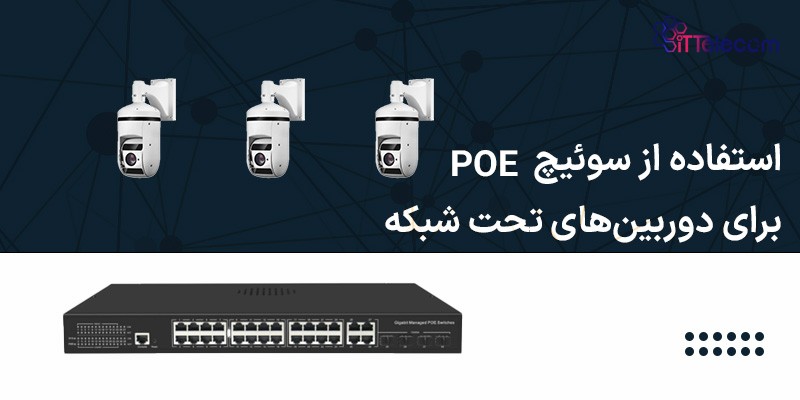 ITTelecom
استفاده از سوئیچ POE
برای دوربین‌های تحت شبکه
Gigabit Managed POE Switches